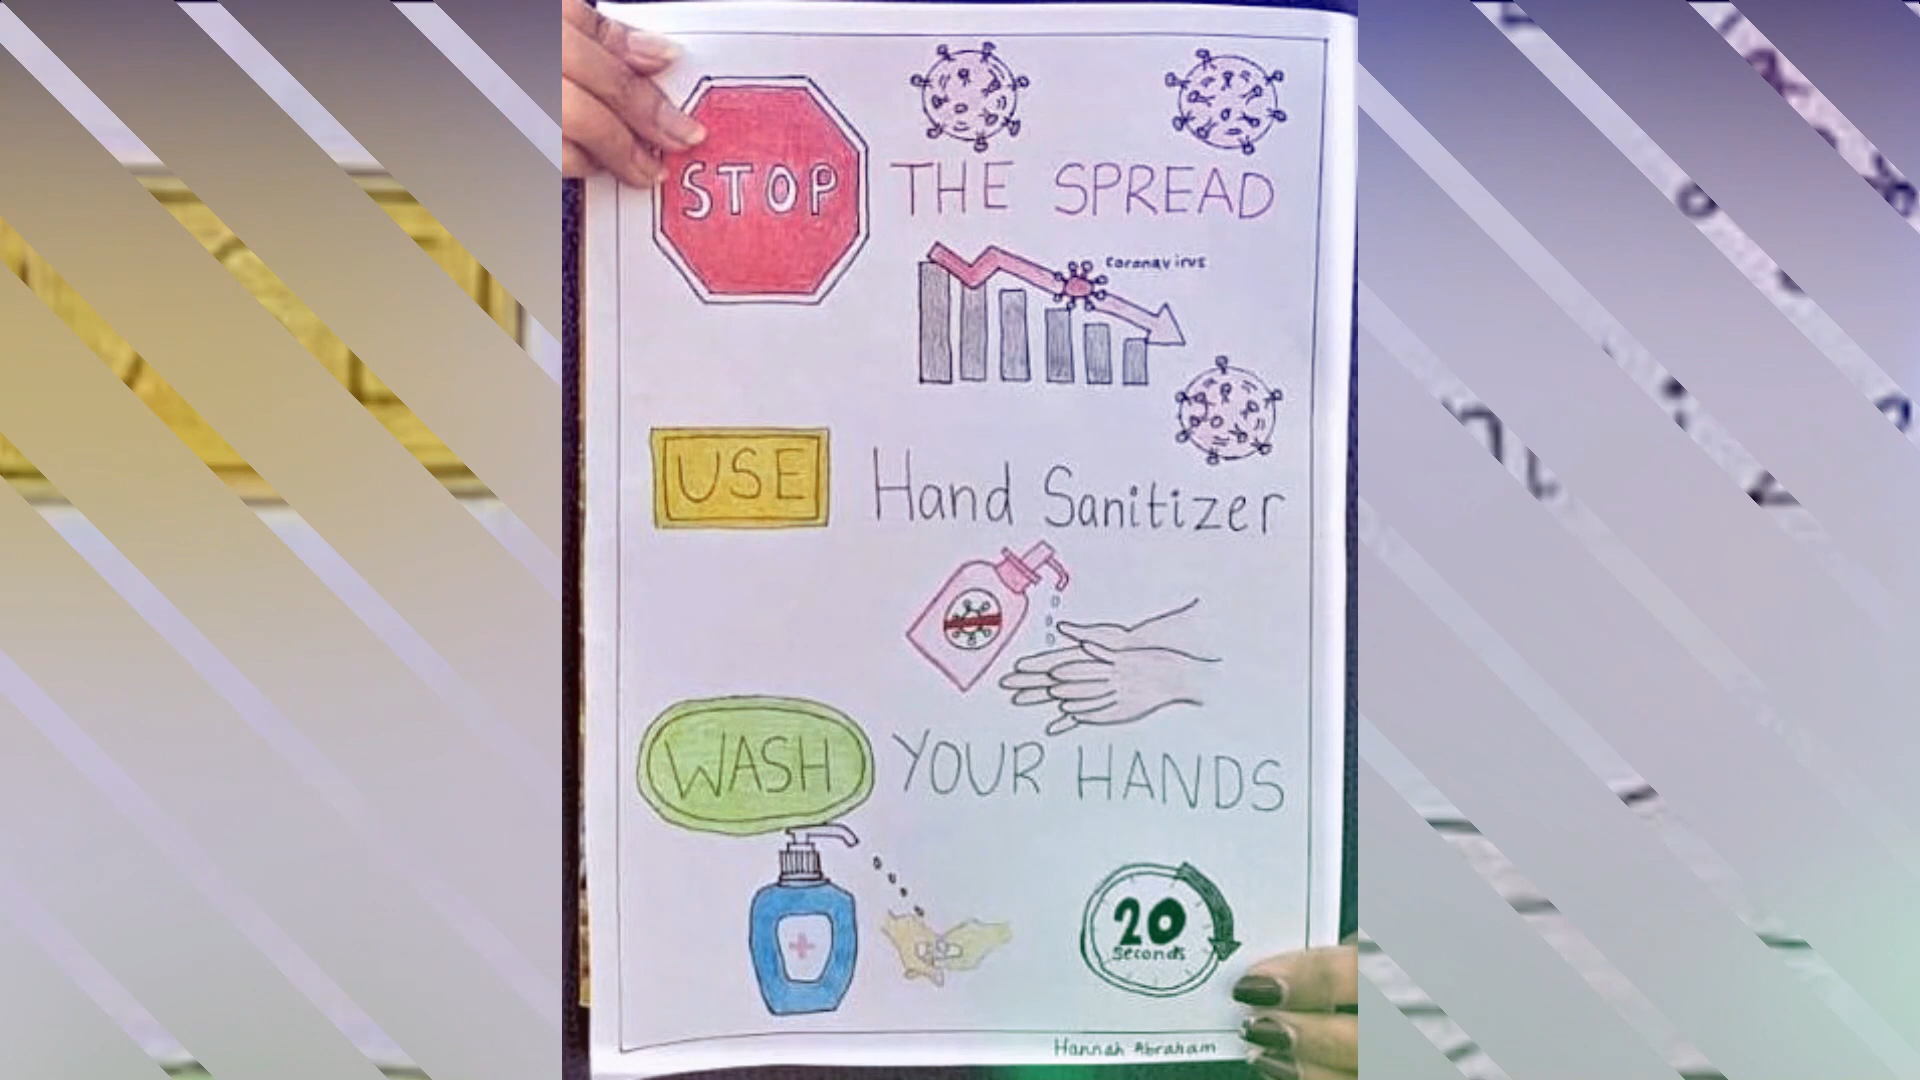 STOP THE SPREAD
coronavirus
USE Hand Sanitizer
WASH YOUR HANDS
20
seconds
Hannah Abraham